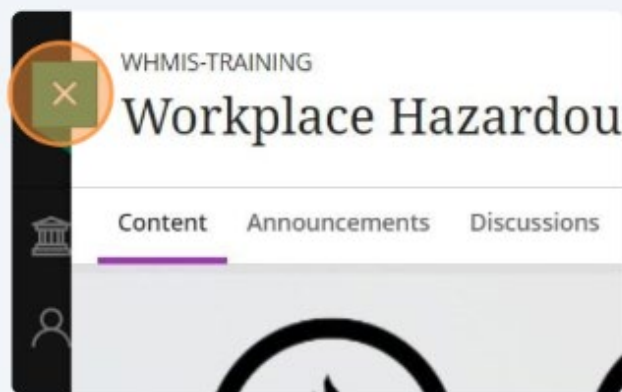 WHMIS-TRAINING
Workplace Hazardou
Content Announcements Discussions